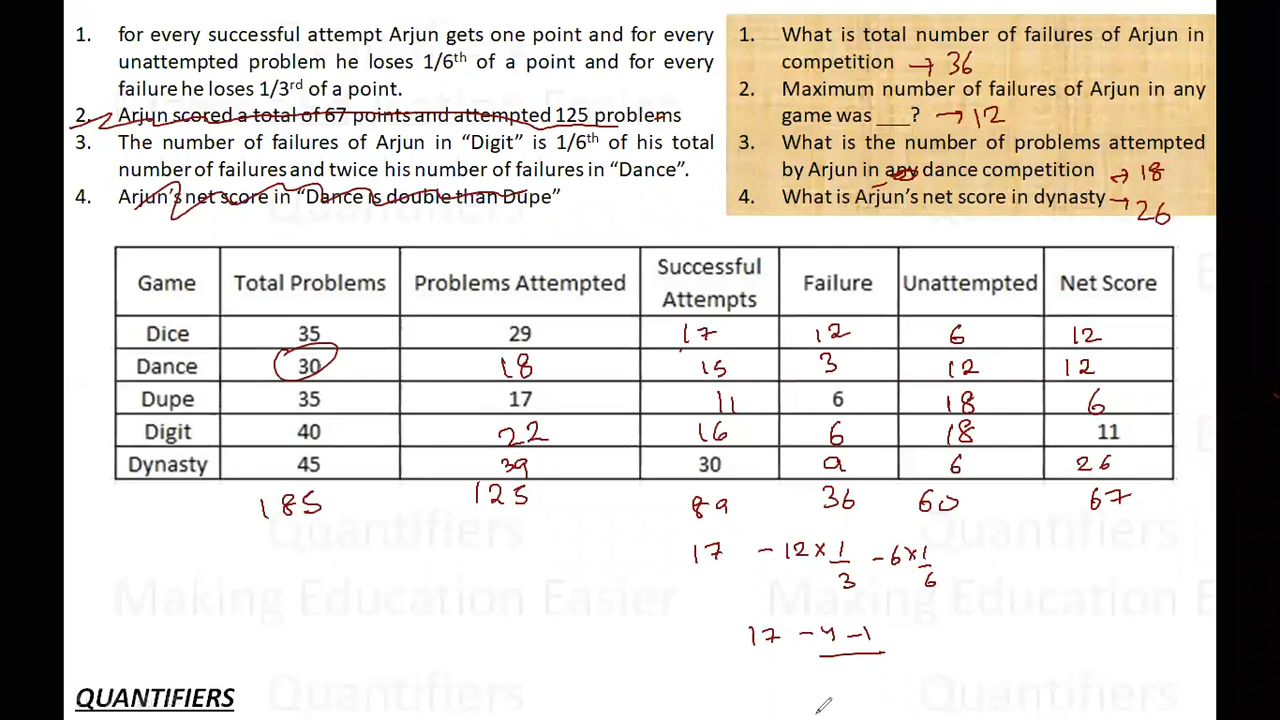 1. for every successful attempt Arjun gets one point and for every
unattempted problem he loses 1/6th of a point and for every
failure he loses 1/3rd of a point.
2. Arjun scored a total of 67 points and attempted 125 problems
3. The number of failures of Arjun in “Digit” is 1/6th of his total
number of failures and twice his number of failures in “Dance”.
4. Arjun’s net score in “Dance is double than Dupe”
1. What is total number of failures of Arjun in
competition → 36
2. Maximum number of failures of Arjun in any
game was ___? → 12
3. What is the number of problems attempted
by Arjun in any dance competition → 18
4. What is Arjun’s net score in dynasty → 26
Game Total Problems Problems Attempted Successful Attempts Failure Unattempted Net Score
Dice 35 29 17 12 6 12
Dance 30 18 15 3 12 12
Dupe 35 17 11 6 18 6
Digit 40 22 16 6 18 11
Dynasty 45 39 30 9 6 26
185 125 89 36 60 67
17 - 12 × 1/3 - 6 × 1/6
17 - 4 - 1
Quantifiers
Making Education Easier
QUANTIFIERS